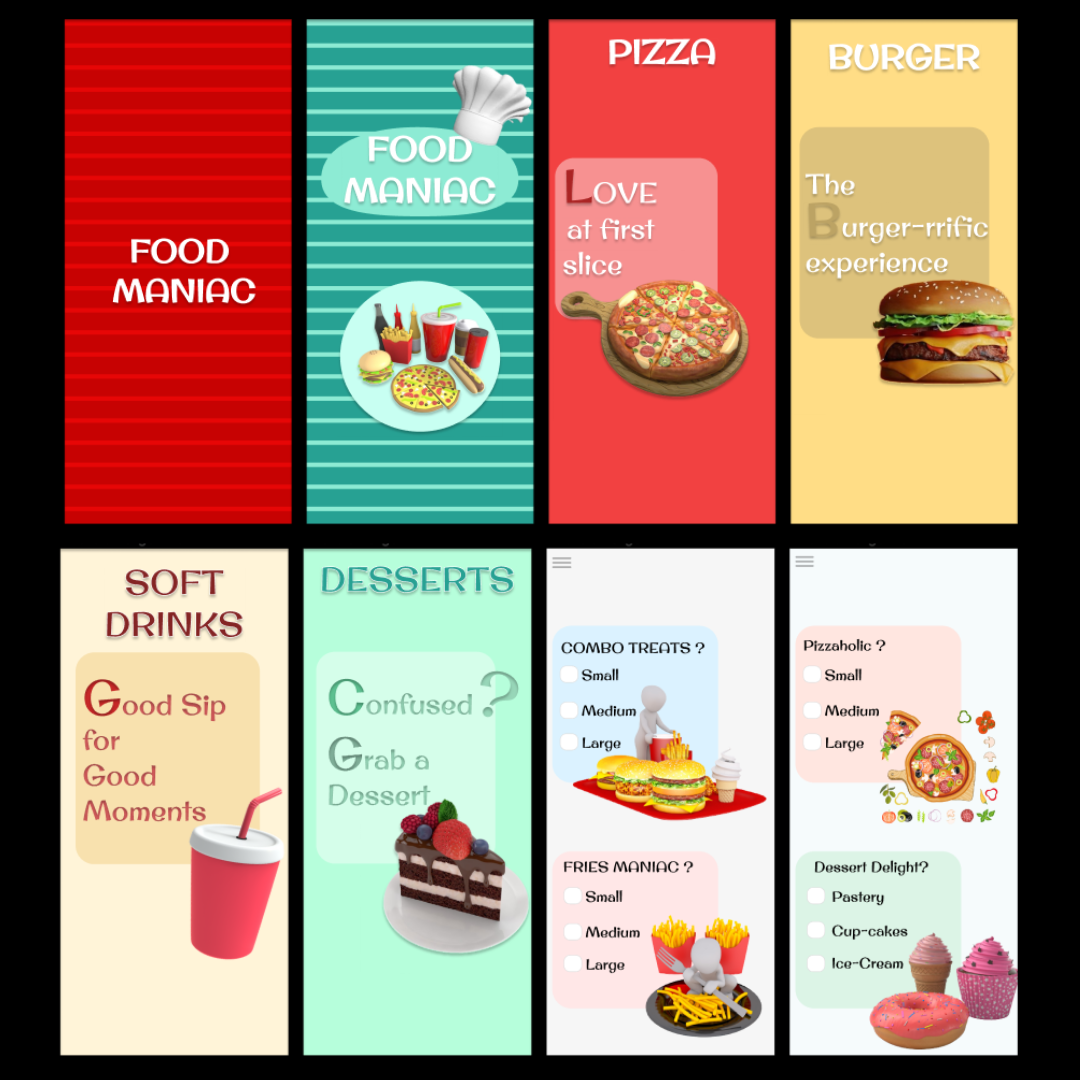 FOOD
MANIAC
FOOD
MANIAC
PIZZA
LOVE
at first
slice
BURGER
The
Burger-rrific
experience
SOFT
DRINKS
Good Sip
for
Good
Moments
DESSERTS
Confused ?
Grab a
Dessert
COMBO TREATS ?
Small
Medium
Large
FRIES MANIAC ?
Small
Medium
Large
Pizzaholic ?
Small
Medium
Large
Dessert Delight?
Pastery
Cup-cakes
Ice-Cream